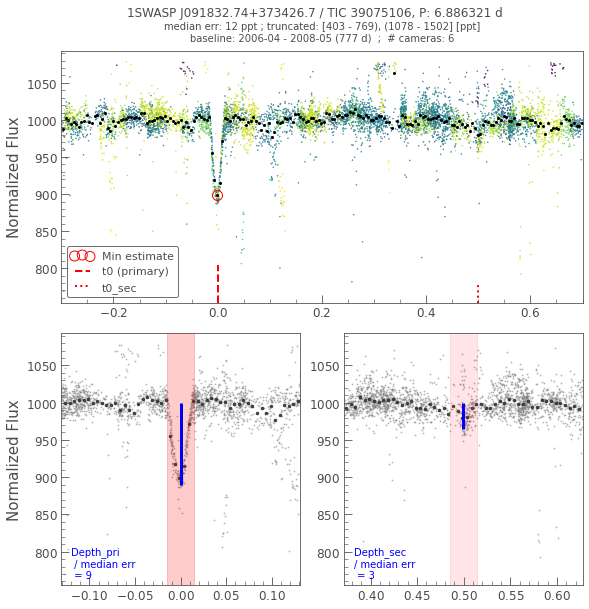 1SWASP J091832.74+373426.7 / TIC 39075106, P: 6.886321 d
median err: 12 ppt ; truncated: [403 - 769), (1078 - 1502] [ppt]
baseline: 2006-04 - 2008-05 (777 d) ; # cameras: 6
Normalized Flux
1050
1000
950
900
850
800
Min estimate
t0 (primary)
t0_sec
−0.2 0.0 0.2 0.4 0.6
Normalized Flux
1050
1000
950
900
850
800
Depth_pri
/ median err
= 9
−0.10 −0.05 0.00 0.05 0.10
1050
1000
950
900
850
800
Depth_sec
/ median err
= 3
0.40 0.45 0.50 0.55 0.60